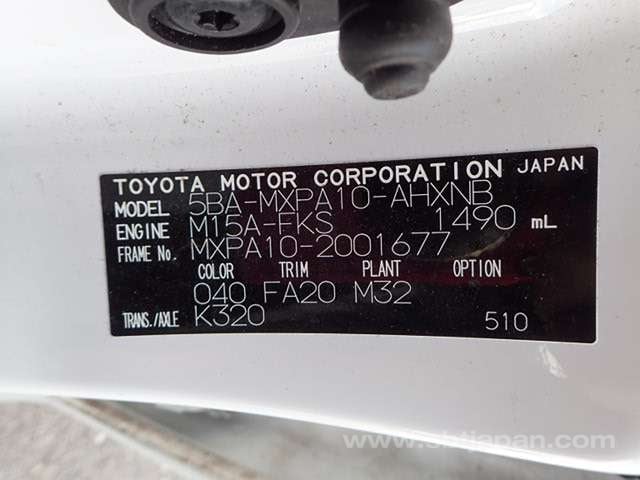 TOYOTA MOTOR CORPORATION JAPAN
MODEL 5BA-MXPA10-AHXNB
ENGINE M15A-FKS 1490 mL
FRAME No. MXPA10-2001677
COLOR TRIM PLANT OPTION
040 FA20 M32
TRANS./AXLE K320 510
www.sbtjapan.com